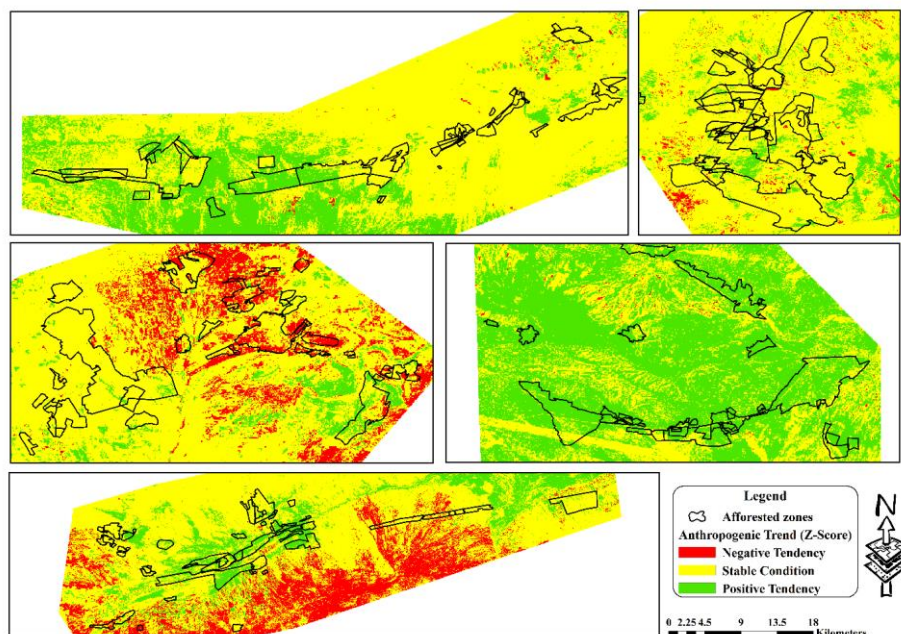 Legend
Afforested zones
Anthropogenic Trend (Z-Score)
Negative Tendency
Stable Condition
Positive Tendency
N
0 2.25 4.5 9 13.5 18
Kilometers